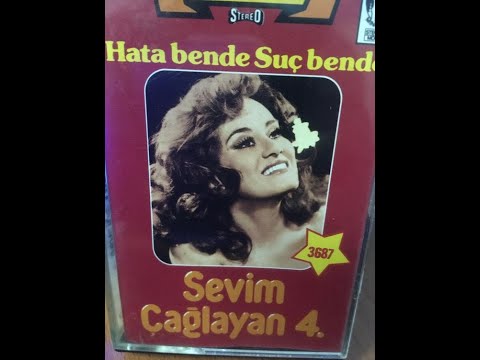 STEREO
Hata bende Suç bende
3687
Sevim
Çağlayan 4.